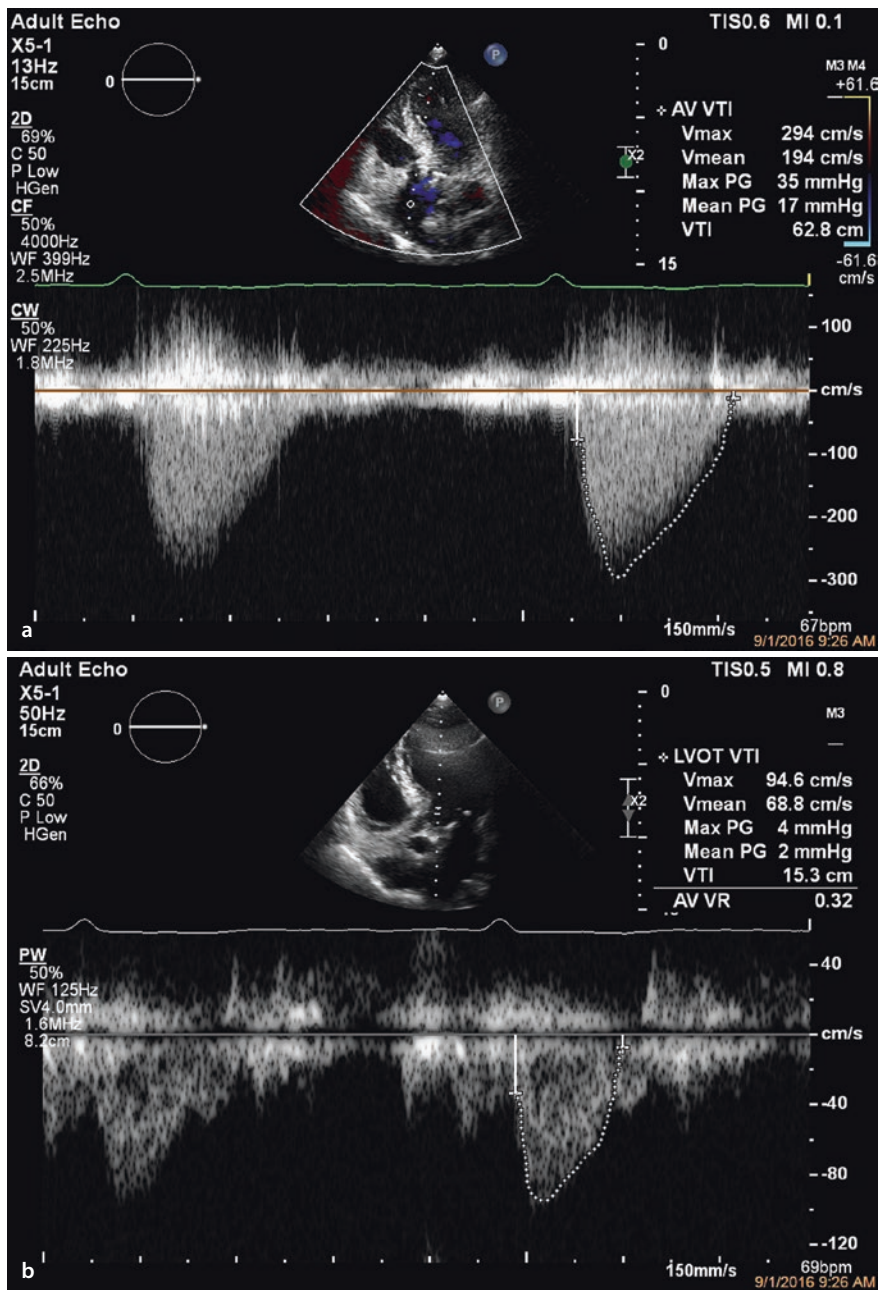 Adult Echo
TIS0.6 MI 0.1
X5-1
13Hz
15cm
0
0
P
M3 M4
+61.6
2D
69%
C 50
P Low
HGen
CF
50%
4000Hz
WF 399Hz
2.5MHz
X2
AV VTI
Vmax 294 cm/s
Vmean 194 cm/s
Max PG 35 mmHg
Mean PG 17 mmHg
VTI 62.8 cm
15
-61.6
cm/s
CW
50%
WF 225Hz
1.8MHz
100
cm/s
-100
-200
-300
a
150mm/s
67bpm
9/1/2016 9:26 AM
Adult Echo
TIS0.5 MI 0.8
X5-1
50Hz
15cm
0
0
P
M3
2D
66%
C 50
P Low
HGen
X2
LVOT VTI
Vmax 94.6 cm/s
Vmean 68.8 cm/s
Max PG 4 mmHg
Mean PG 2 mmHg
VTI 15.3 cm
AV VR 0.32
PW
50%
WF 125Hz
SV4.0mm
1.6MHz
8.2cm
40
cm/s
-40
-80
-120
b
150mm/s
69bpm
9/1/2016 9:26 AM